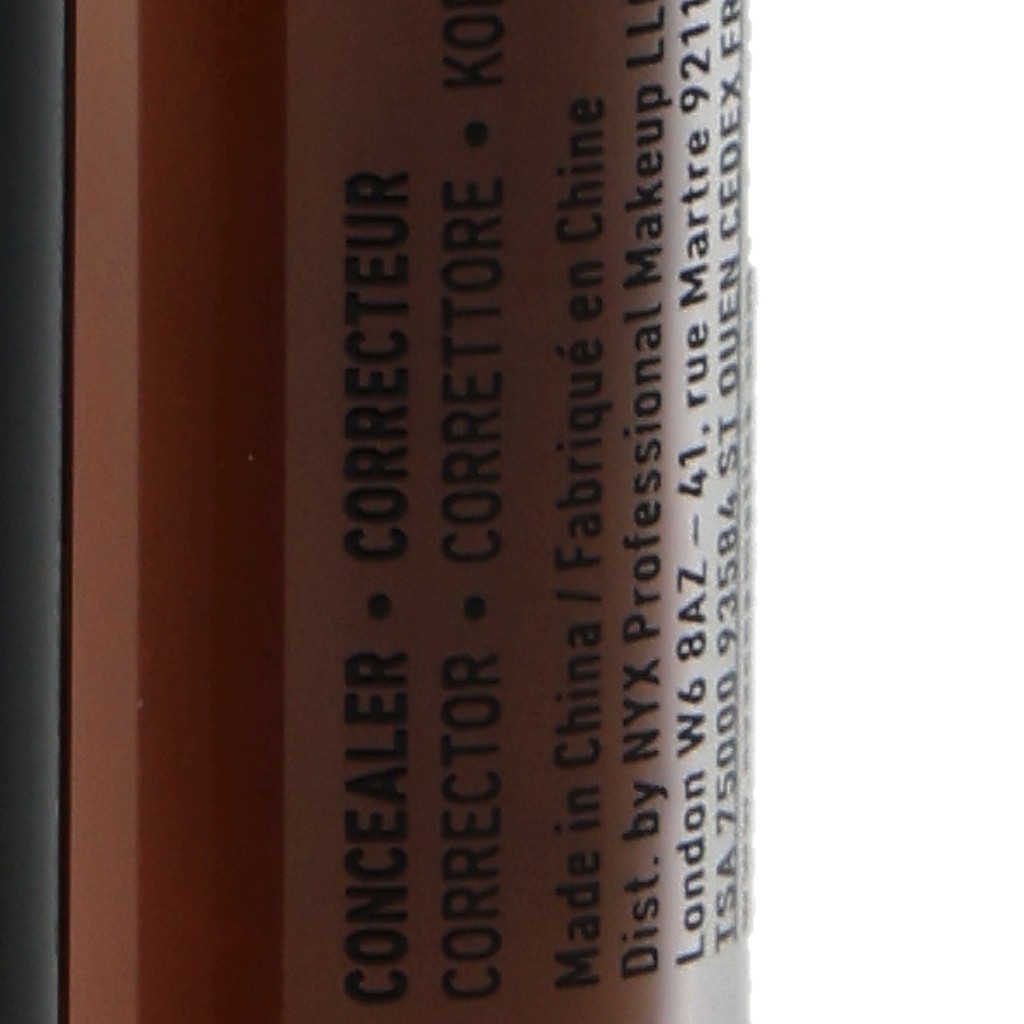 CONCEALER • CORRECTEUR
CORRECTOR • CORRETTORE •
Made in China / Fabriqué en Chine
Dist. by NYX Professional Makeup
London W6 8AZ – 41, rue Martre
ISA 75000 93584 ST OUEN CEDEX